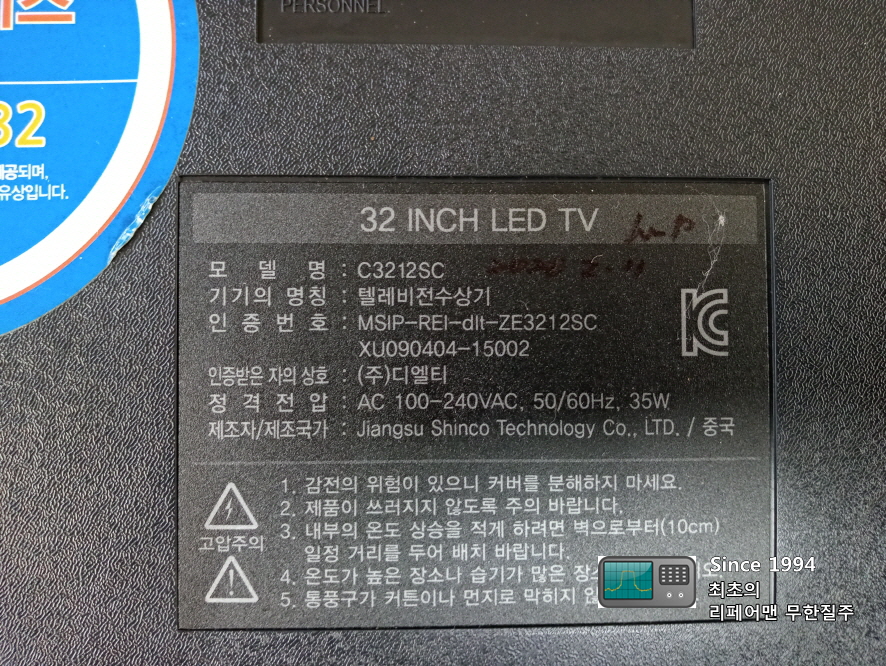 PERSONNEL
32
제공되며,
유상입니다.
32 INCH LED TV
모 델 명 : C3212SC
기기의 명칭 : 텔레비전수상기
인 증 번 호 : MSIP-REI-dlt-ZE3212SC
XU090404-15002
인증받은 자의 상호 : (주)디엘티
정 격 전 압 : AC 100-240VAC, 50/60Hz, 35W
제조자/제조국가 : Jiangsu Shinco Technology Co., LTD. / 중국
고압주의
1. 감전의 위험이 있으니 커버를 분해하지 마세요.
2. 제품이 쓰러지지 않도록 주의 바랍니다.
3. 내부의 온도 상승을 적게 하려면 벽으로부터(10cm)
일정 거리를 두어 배치 바랍니다.
4. 온도가 높은 장소나 습기가 많은
5. 통풍구가 커튼이나 먼지로 막히지
Since 1994
최초의
리페어맨 무한질주